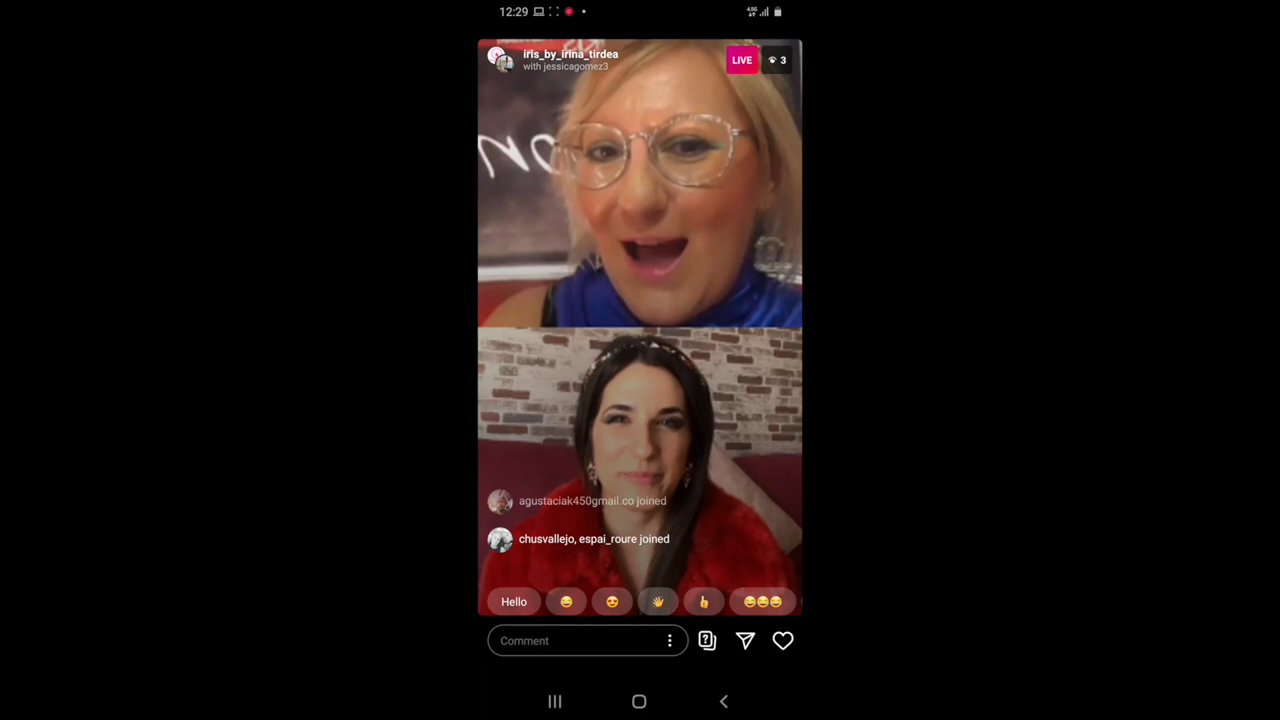 12:29
iris_by_irina_tirdea
with jessicagomez3
LIVE
3
agustaciak450gmail.co joined
chusvallejo, espai_roure joined
Hello
Comment